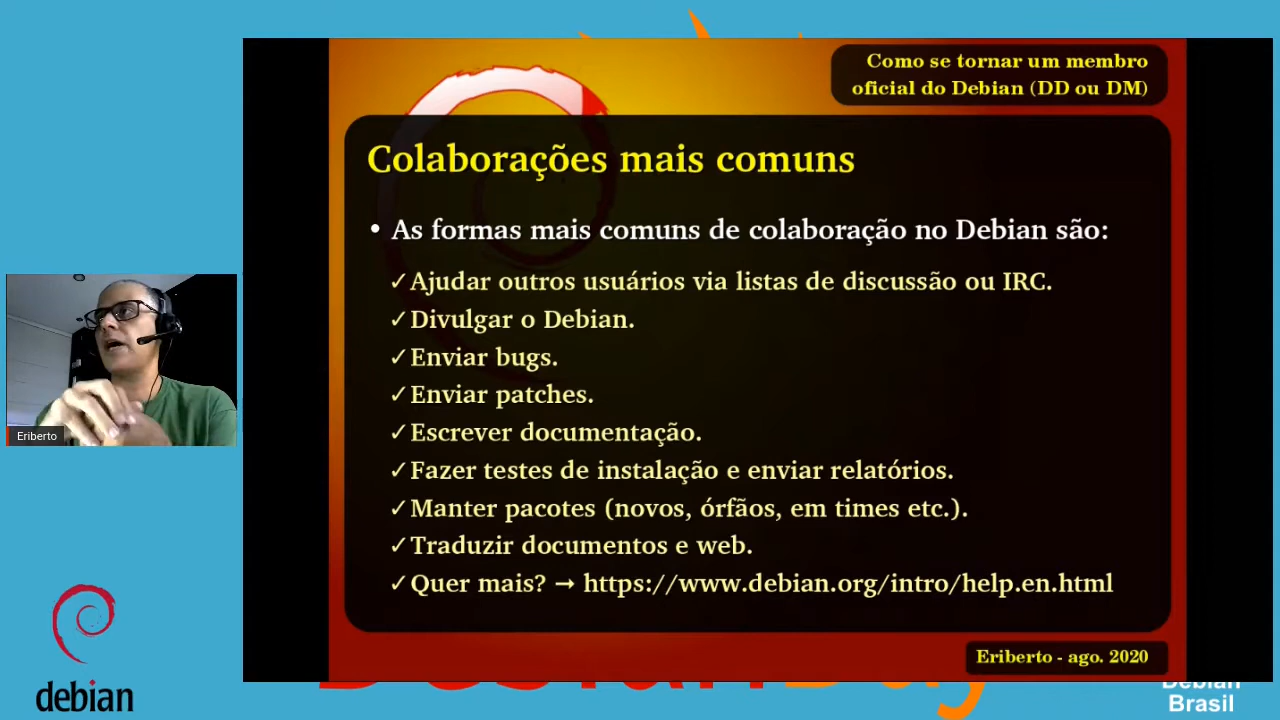 Como se tornar um membro
oficial do Debian (DD ou DM)
Colaborações mais comuns
• As formas mais comuns de colaboração no Debian são:
✓Ajudar outros usuários via listas de discussão ou IRC.
✓Divulgar o Debian.
✓Enviar bugs.
✓Enviar patches.
✓Escrever documentação.
✓Fazer testes de instalação e enviar relatórios.
✓Manter pacotes (novos, órfãos, em times etc.).
✓Traduzir documentos e web.
✓Quer mais? → https://www.debian.org/intro/help.en.html
Eriberto - ago. 2020
Eriberto
debian
Debian
Brasil